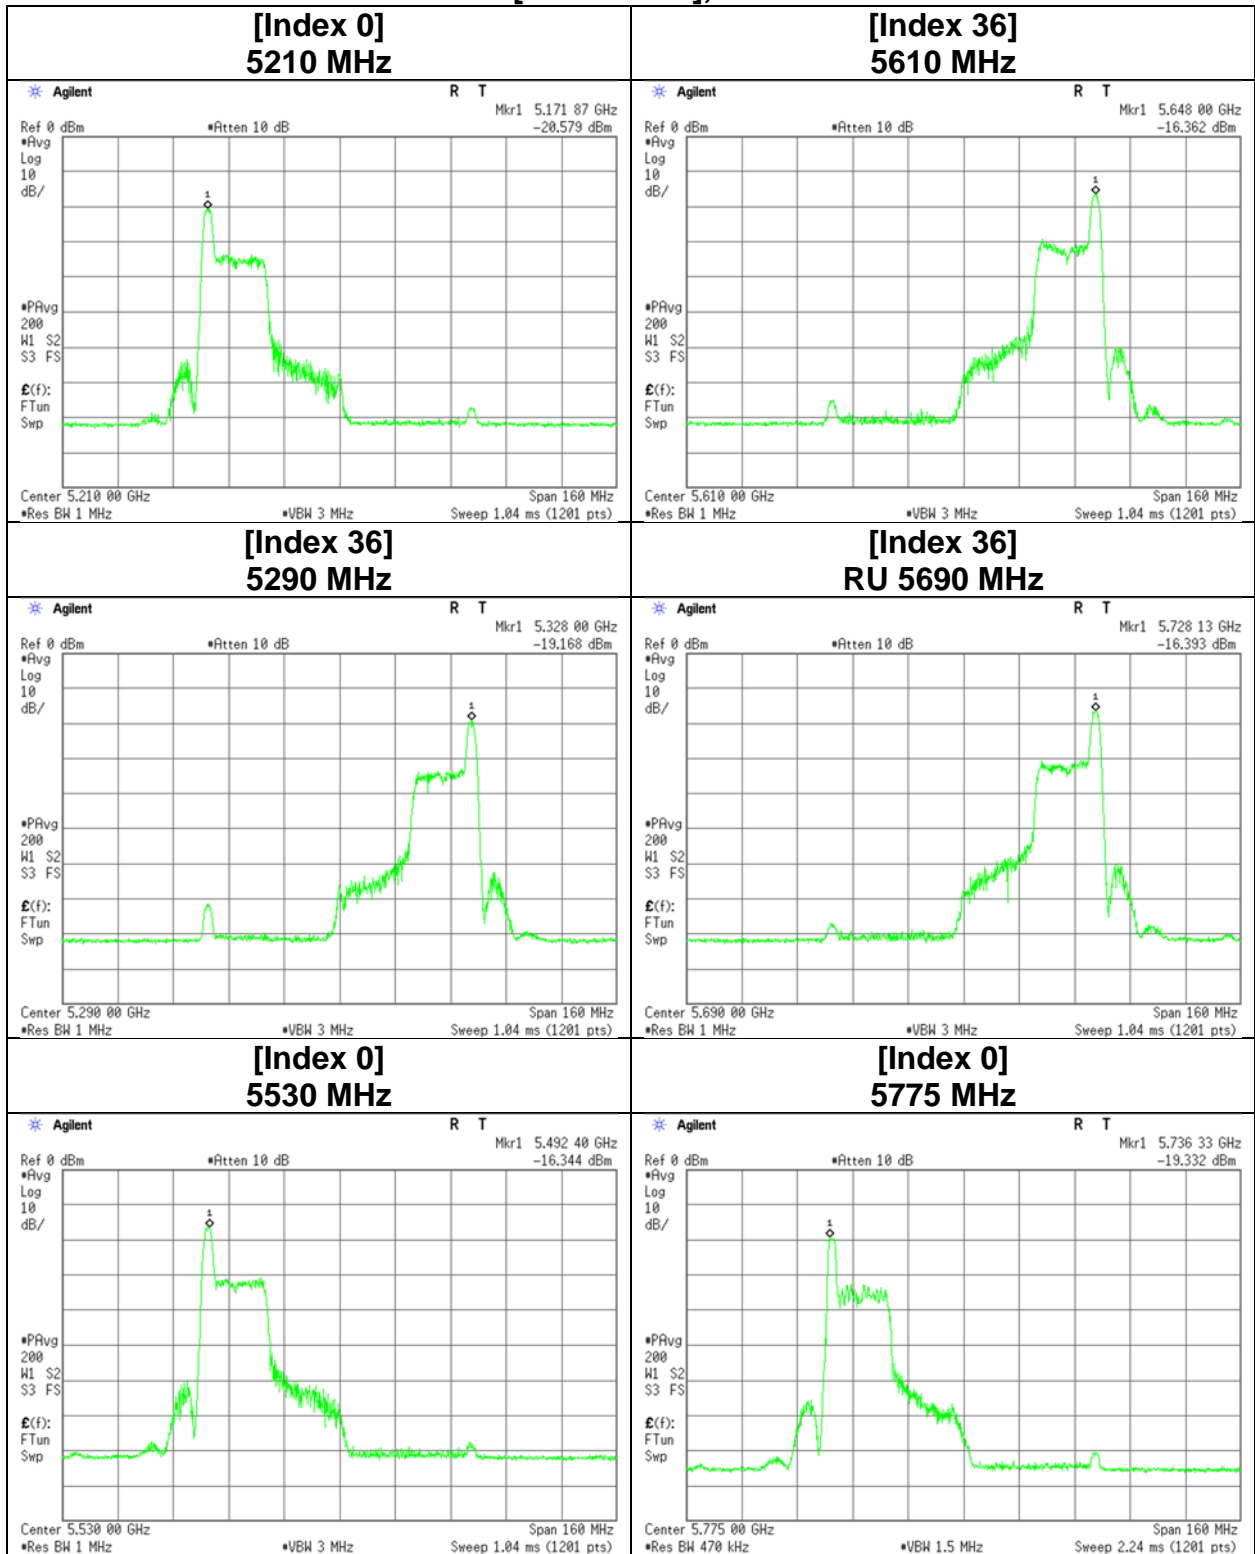 [Index 0]
5210 MHz
Agilent
R T
Mkr1 5.171 87 GHz
Ref 0 dBm
#Atten 10 dB
-20.579 dBm
#Avg
Log
10
dB/
1
#PAvg
200
W1 S2
S3 FS
£(f):
FTun
Swp
Center 5.210 00 GHz
Span 160 MHz
#Res BW 1 MHz
#VBW 3 MHz
Sweep 1.04 ms (1201 pts)
[Index 36]
5610 MHz
Agilent
R T
Mkr1 5.648 00 GHz
Ref 0 dBm
#Atten 10 dB
-16.362 dBm
#Avg
Log
10
dB/
1
#PAvg
200
W1 S2
S3 FS
£(f):
FTun
Swp
Center 5.610 00 GHz
Span 160 MHz
#Res BW 1 MHz
#VBW 3 MHz
Sweep 1.04 ms (1201 pts)
[Index 36]
5290 MHz
Agilent
R T
Mkr1 5.328 00 GHz
Ref 0 dBm
#Atten 10 dB
-19.168 dBm
#Avg
Log
10
dB/
1
#PAvg
200
W1 S2
S3 FS
£(f):
FTun
Swp
Center 5.290 00 GHz
Span 160 MHz
#Res BW 1 MHz
#VBW 3 MHz
Sweep 1.04 ms (1201 pts)
[Index 36]
RU 5690 MHz
Agilent
R T
Mkr1 5.728 13 GHz
Ref 0 dBm
#Atten 10 dB
-16.393 dBm
#Avg
Log
10
dB/
1
#PAvg
200
W1 S2
S3 FS
£(f):
FTun
Swp
Center 5.690 00 GHz
Span 160 MHz
#Res BW 1 MHz
#VBW 3 MHz
Sweep 1.04 ms (1201 pts)
[Index 0]
5530 MHz
Agilent
R T
Mkr1 5.492 40 GHz
Ref 0 dBm
#Atten 10 dB
-16.344 dBm
#Avg
Log
10
dB/
1
#PAvg
200
W1 S2
S3 FS
£(f):
FTun
Swp
Center 5.530 00 GHz
Span 160 MHz
#Res BW 1 MHz
#VBW 3 MHz
Sweep 1.04 ms (1201 pts)
[Index 0]
5775 MHz
Agilent
R T
Mkr1 5.736 33 GHz
Ref 0 dBm
#Atten 10 dB
-19.332 dBm
#Avg
Log
10
dB/
1
#PAvg
200
W1 S2
S3 FS
£(f):
FTun
Swp
Center 5.775 00 GHz
Span 160 MHz
#Res BW 470 kHz
#VBW 1.5 MHz
Sweep 2.24 ms (1201 pts)